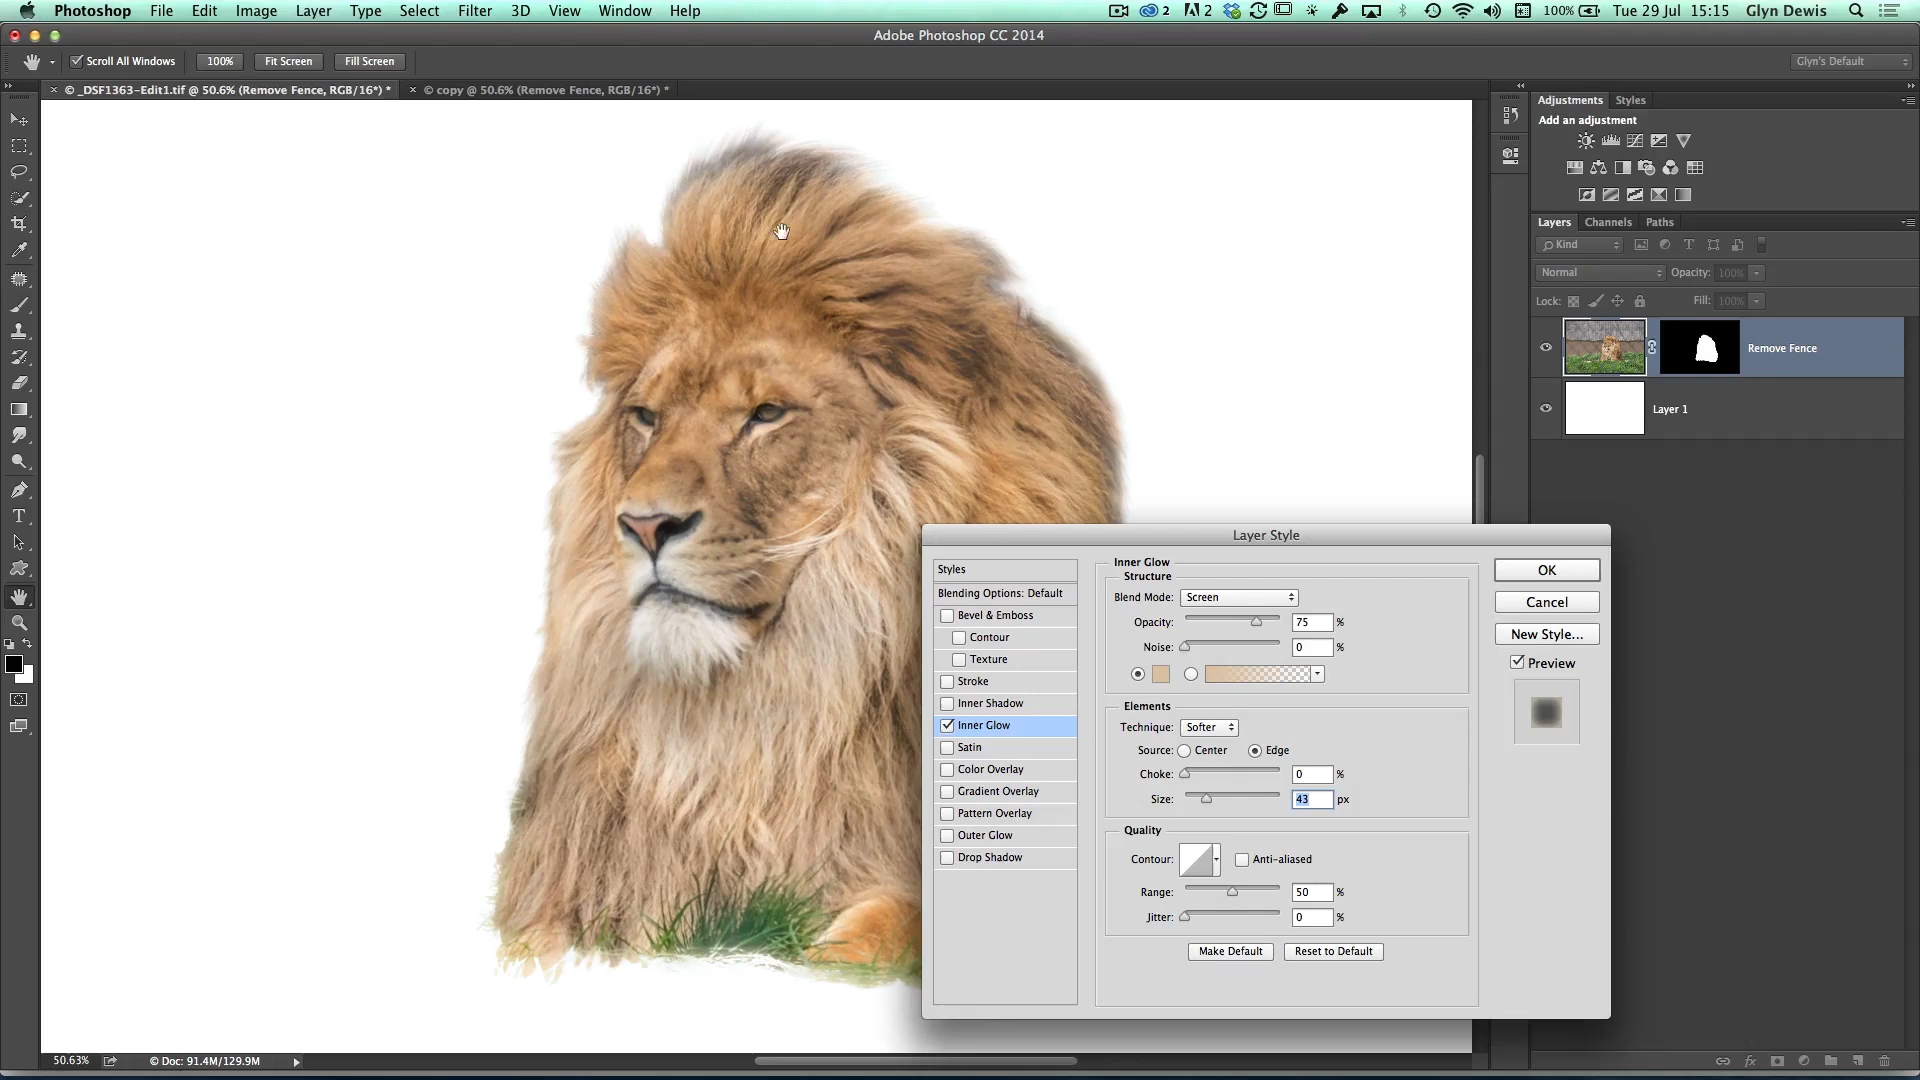 Photoshop File Edit Image Layer Type Select Filter 3D View Window Help 2 2 100% Tue 29 Jul 15:15 Glyn Dewis
Adobe Photoshop CC 2014
Scroll All Windows 100% Fit Screen Fill Screen Glyn's Default
× © _DSF1363-Edit1.tif @ 50.6% (Remove Fence, RGB/16*) * × © copy @ 50.6% (Remove Fence, RGB/16*) *
Adjustments Styles
Add an adjustment
Layers Channels Paths
Kind
Normal Opacity: 100%
Lock: Fill: 100%
Remove Fence
Layer 1
Layer Style
Styles
Blending Options: Default
Bevel & Emboss
Contour
Texture
Stroke
Inner Shadow
Inner Glow
Satin
Color Overlay
Gradient Overlay
Pattern Overlay
Outer Glow
Drop Shadow
Inner Glow
Structure
Blend Mode: Screen
Opacity: 75 %
Noise: 0 %
Elements
Technique: Softer
Source: Center Edge
Choke: 0 %
Size: 43 px
Quality
Contour: Anti-aliased
Range: 50 %
Jitter: 0 %
Make Default Reset to Default
OK
Cancel
New Style...
Preview
50.63% © Doc: 91.4M/129.9M